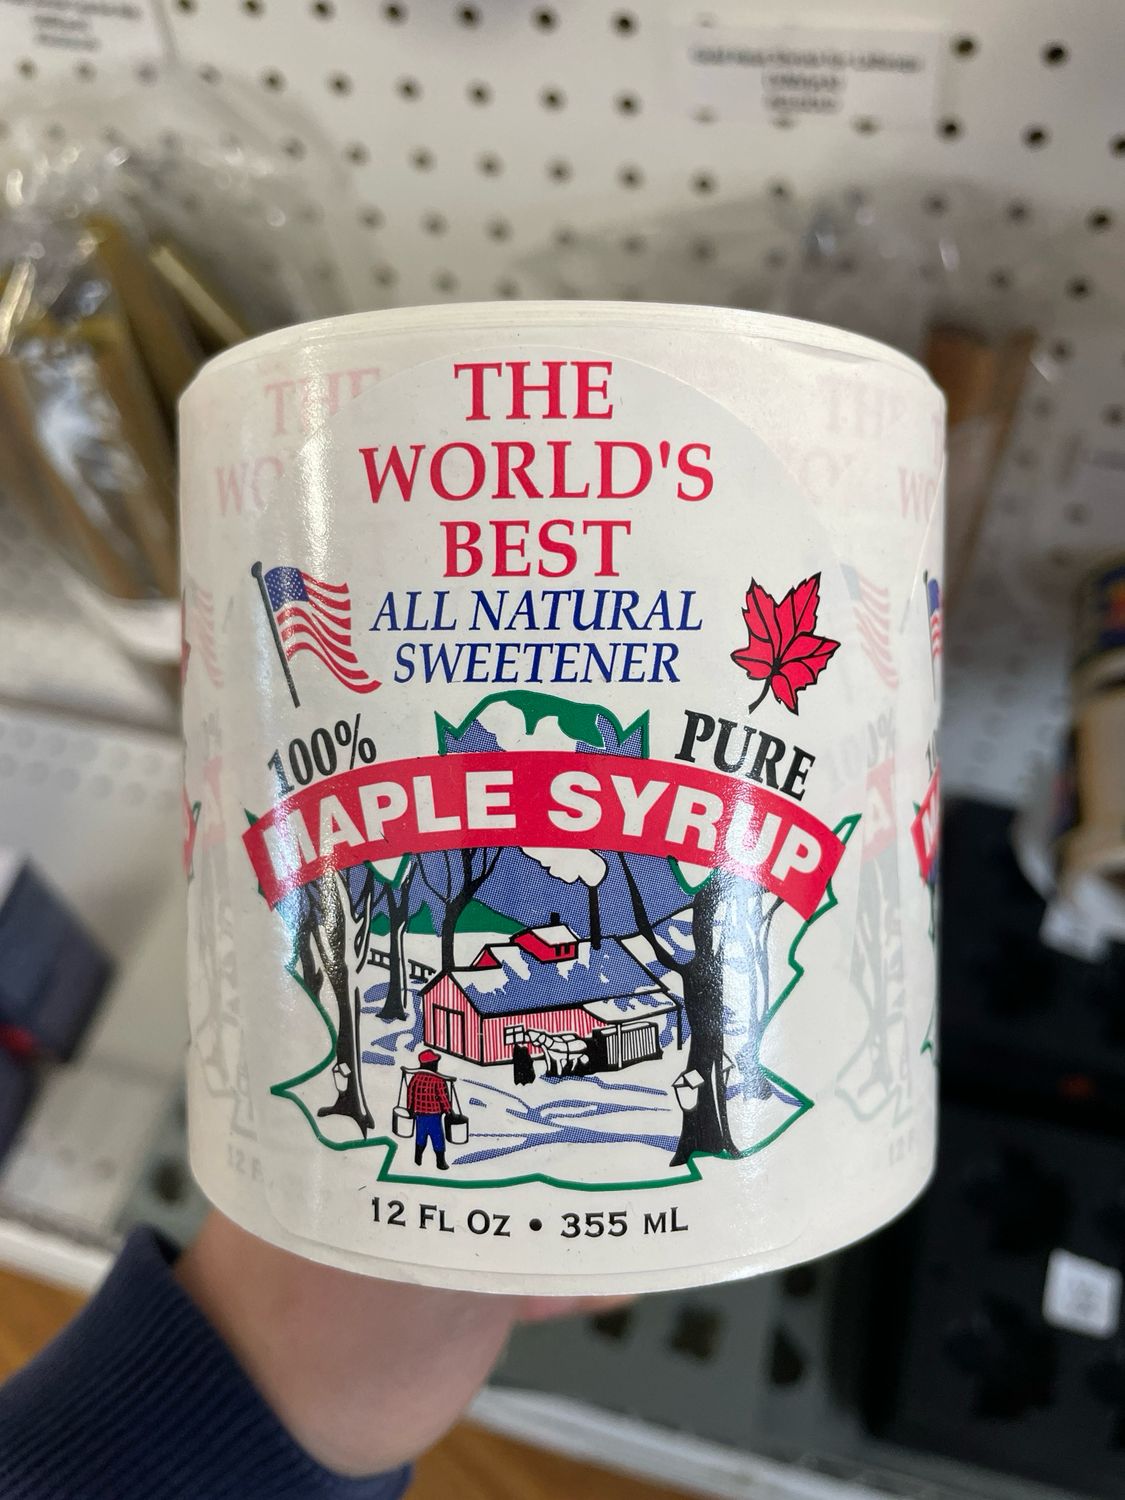 THE
WORLD'S
BEST
ALL NATURAL
SWEETENER
100% PURE
MAPLE SYRUP
12 FL OZ • 355 ML